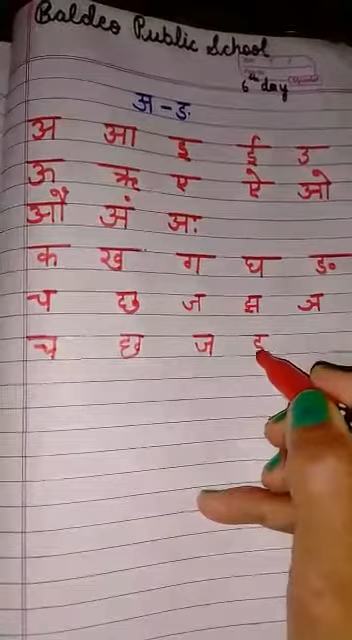 Baldeo Public School
6th day
अ - ङ
अ आ इ ई उ
ऊ ऋ ए ऐ ओ
औ अं अः
क ख ग घ ङ
च छ ज झ ञ
च छ ज